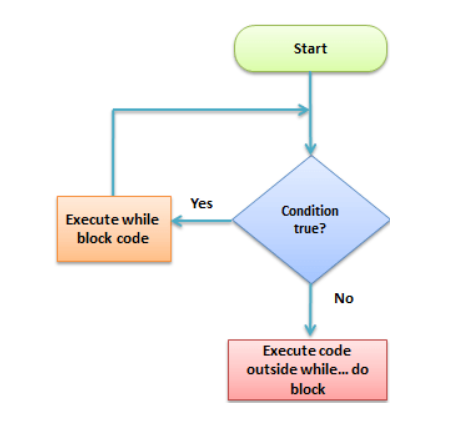 Start
Yes
Execute while
block code
Condition
true?
No
Execute code
outside while... do
block